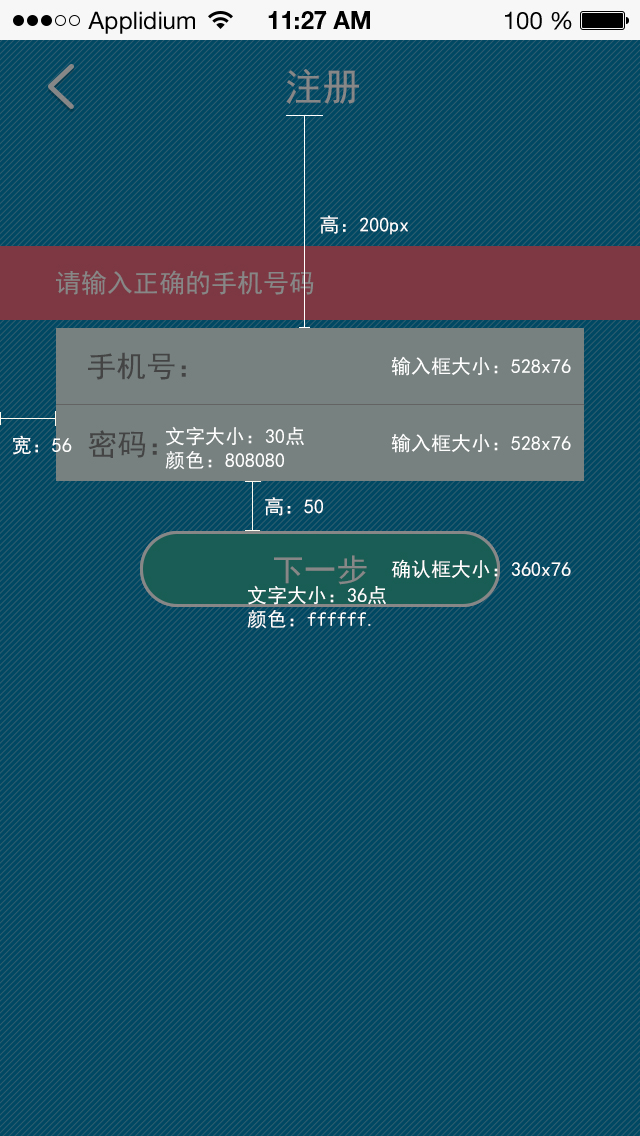 Applidium 11:27 AM 100 %
注册
高：200px
请输入正确的手机号码
手机号：
输入框大小：528x76
宽：56
密码：
文字大小：30点
颜色：808080
输入框大小：528x76
高：50
下一步
确认框大小：360x76
文字大小：36点
颜色：ffffff.